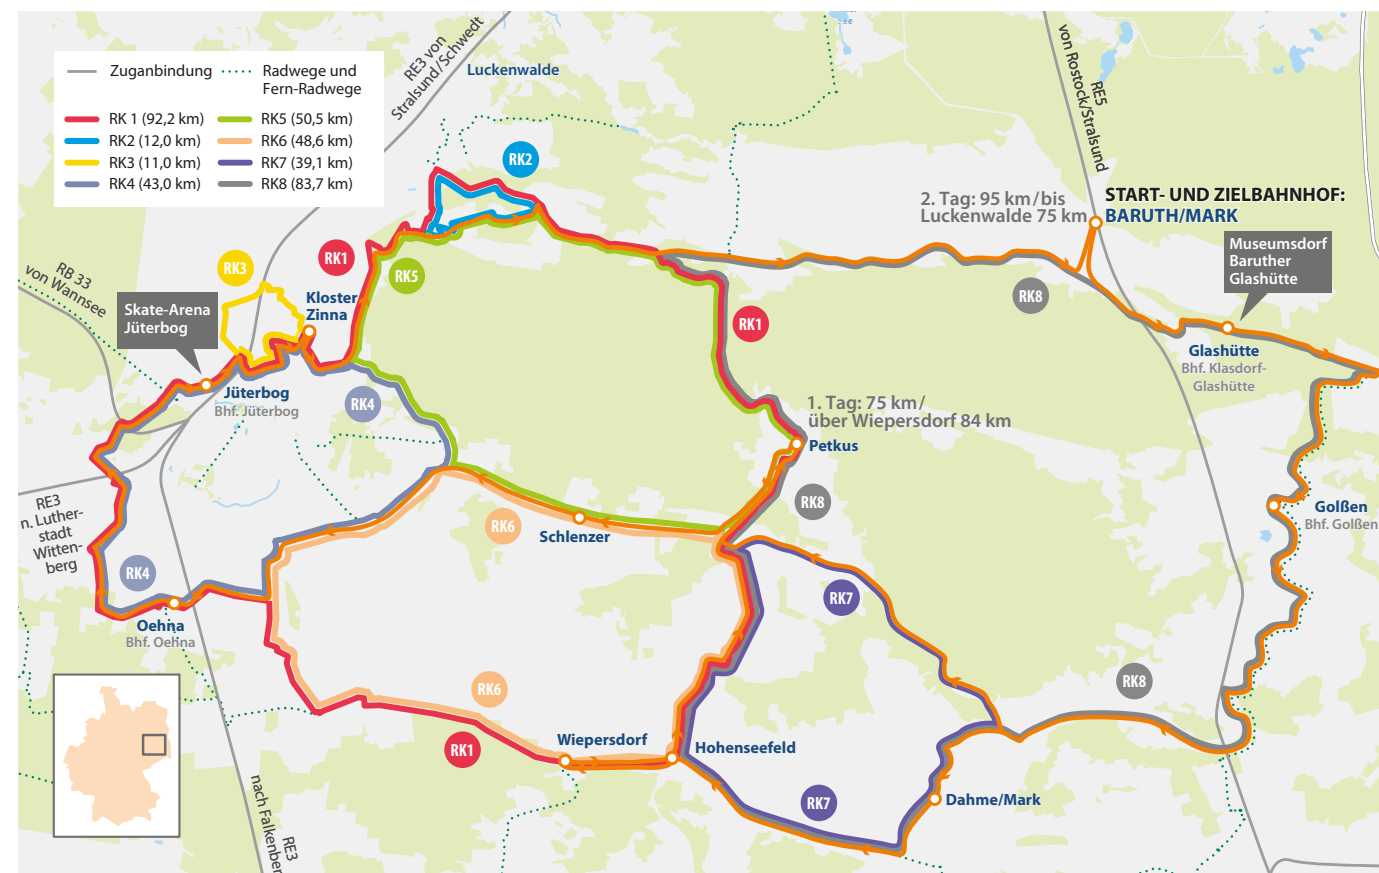 Zuganbindung
Radwege und
Fern-Radwege
RK 1 (92,2 km)
RK2 (12,0 km)
RK3 (11,0 km)
RK4 (43,0 km)
RK5 (50,5 km)
RK6 (48,6 km)
RK7 (39,1 km)
RK8 (83,7 km)
RE3 von
Stralsund/Schwedt
Luckenwalde
ee
RE5
von Rostock/Stralsund
RK2
2. Tag: 95 km/bis
Luckenwalde 75 km
START- UND ZIELBAHNHOF:
BARUTH/MARK
Museumsdorf
Baruther
Glashütte
RB 33
von Wannsee
RK3
RK1
RK5
Kloster
Zinna
Skate-Arena
Jüterbog
RK1
RK8
Glashütte
Bhf. Klasdorf-
Glashütte
Jüterbog
Bhf. Jüterbog
RK4
1. Tag: 75 km/
über Wiepersdorf 84 km
Petkus
RE3
n. Luther-
stadt
Witten-
berg
RK6
Schlenzer
RK8
Golßen
Bhf. Golßen
RK4
RK7
Oehna
Bhf. Oehna
RK6
RK8
RK1
Wiepersdorf
Hohenseefeld
RK7
Dahme/Mark
RE3
nach Falkenber